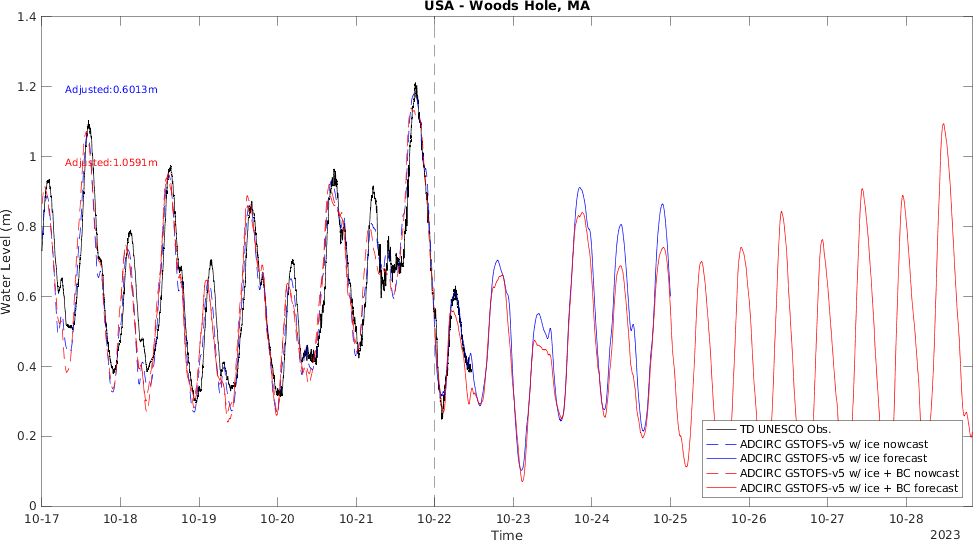 USA - Woods Hole, MA
1.4
1.2
1
0.8
0.6
0.4
0.2
0
Water Level (m)
Adjusted:0.6013m
Adjusted:1.0591m
TD UNESCO Obs.
ADCIRC GSTOFS-v5 w/ ice nowcast
ADCIRC GSTOFS-v5 w/ ice forecast
ADCIRC GSTOFS-v5 w/ ice + BC nowcast
ADCIRC GSTOFS-v5 w/ ice + BC forecast
10-17 10-18 10-19 10-20 10-21 10-22 10-23 10-24 10-25 10-26 10-27 10-28
Time
2023